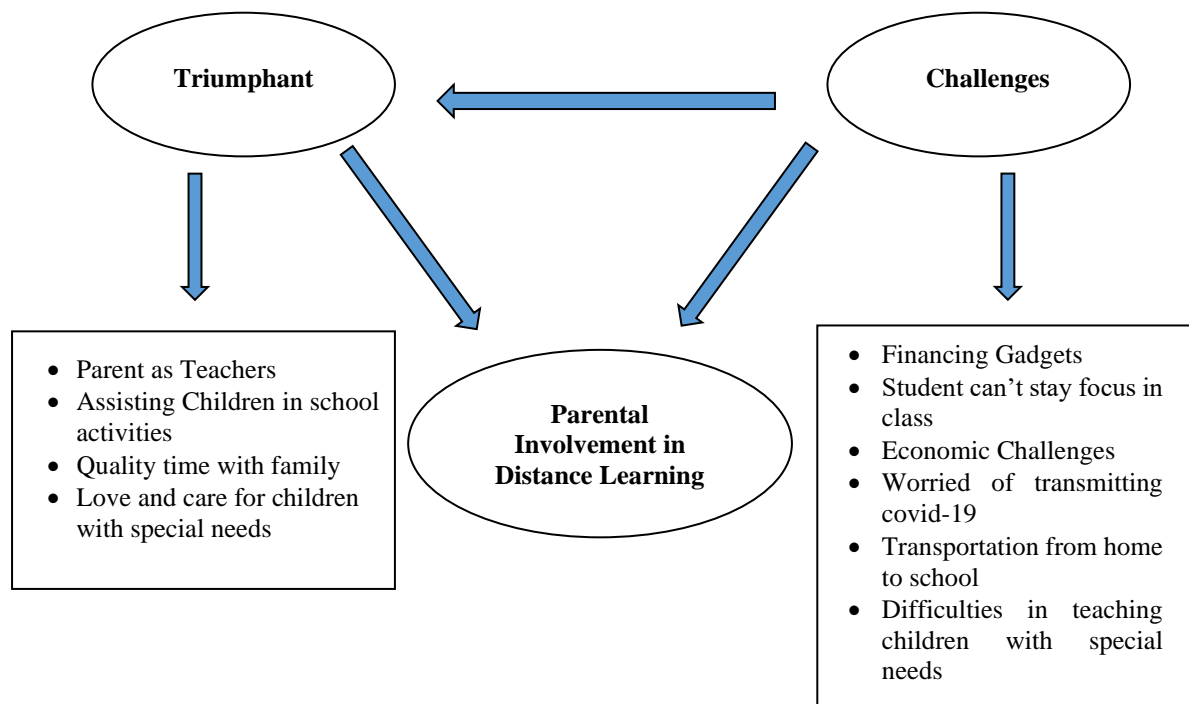 Triumphant
Challenges
• Parent as Teachers
• Assisting Children in school
activities
• Quality time with family
• Love and care for children
with special needs
Parental
Involvement in
Distance Learning
• Financing Gadgets
• Student can’t stay focus in
class
• Economic Challenges
• Worried of transmitting
covid-19
• Transportation from home
to school
• Difficulties in teaching
children with special
needs